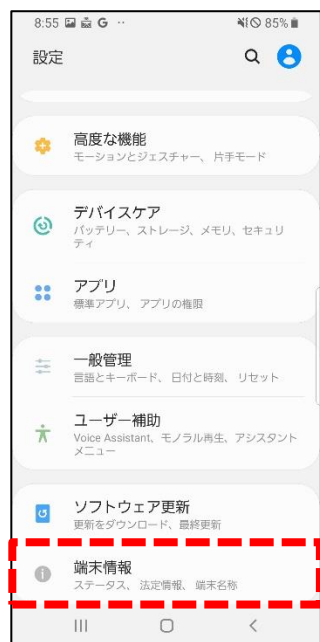 8:55 G ·· 85%
設定
高度な機能
モーションとジェスチャー、 片手モード
デバイスケア
バッテリー、ストレージ、メモリ、セキュリ
ティ
アプリ
標準アプリ、 アプリの権限
一般管理
言語とキーボード、 日付と時刻、 リセット
ユーザー補助
Voice Assistant、モノラル再生、アシスタント
メニュー
ソフトウェア更新
更新をダウンロード、最終更新
端末情報
ステータス、 法定情報、 端末名称